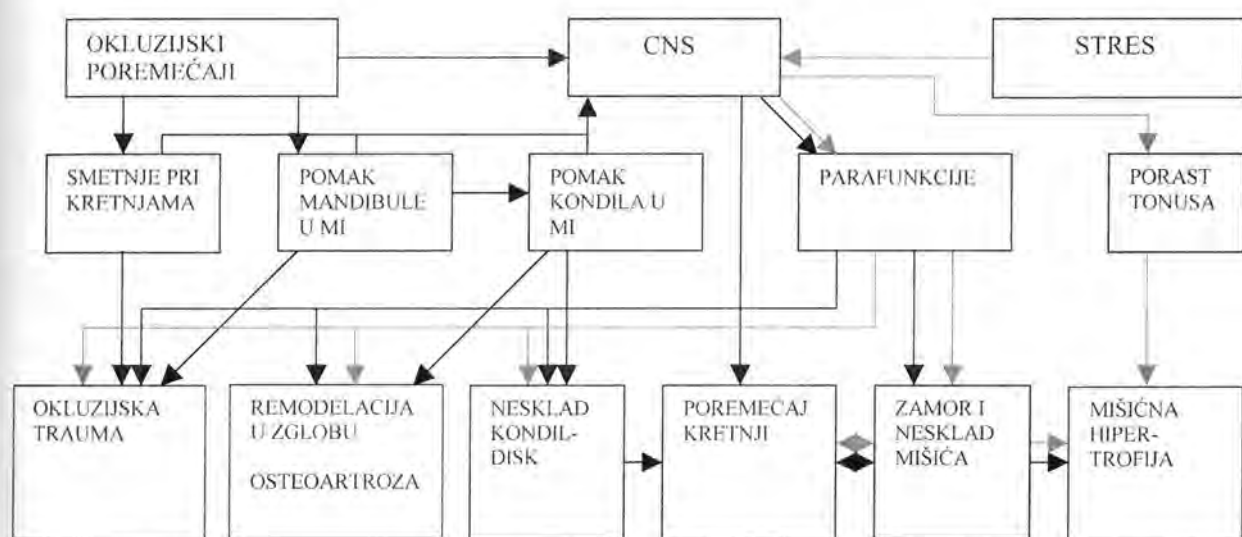 OKLUZIJSKI
POREMEĆAJI
CNS
STRES
SMETNJE PRI
KRETNJAMA
POMAK
MANDIBULE
U MI
POMAK
KONDILA U
MI
PARAFUNKCIJE
PORAST
TONUSA
OKLUZIJSKA
TRAUMA
REMODELACIJA
U ZGLOBU
OSTEOARTROZA
NESKLAD
KONDIL-
DISK
POREMEĆAJ
KRETNJI
ZAMOR I
NESKLAD
MIŠIĆA
MIŠIĆNA
HIPER-
TROFIJA